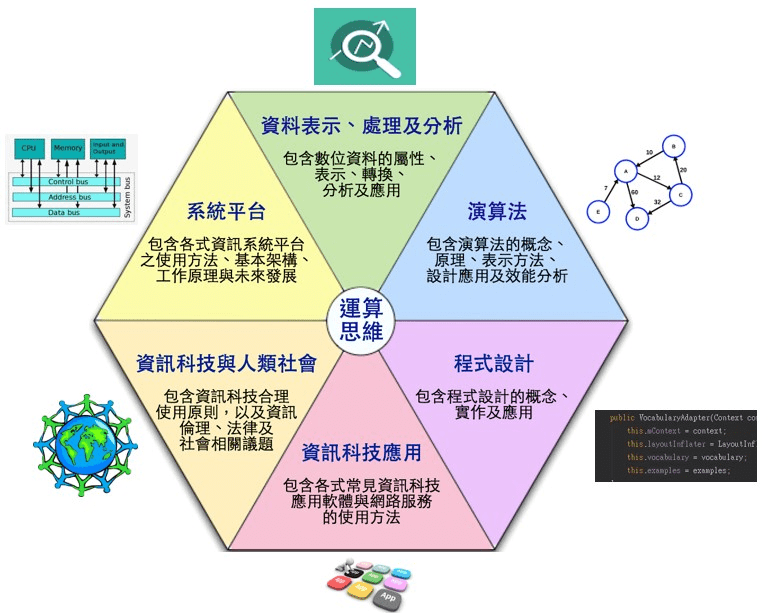 資料表示、處理及分析
包含數位資料的屬性、
表示、轉換、
分析及應用
CPU
Memory
Input and
Output
Control bus
Address bus
Data bus
System bus
系統平台
包含各式資訊系統平台
之使用方法、基本架構、
工作原理與未來發展
演算法
包含演算法的概念、
原理、表示方法、
設計應用及效能分析
A
B
C
D
E
10
20
12
7
60
32
運算
思維
資訊科技與人類社會
包含資訊科技合理
使用原則，以及資訊
倫理、法律及
社會相關議題
程式設計
包含程式設計的概念、
實作及應用
public VocabularyAdapter(Context con
this.mContext = context;
this.layoutInflater = LayoutInf
this.vocabulary = vocabulary;
this.examples = examples;
資訊科技應用
包含各式常見資訊科技
應用軟體與網路服務
的使用方法
App